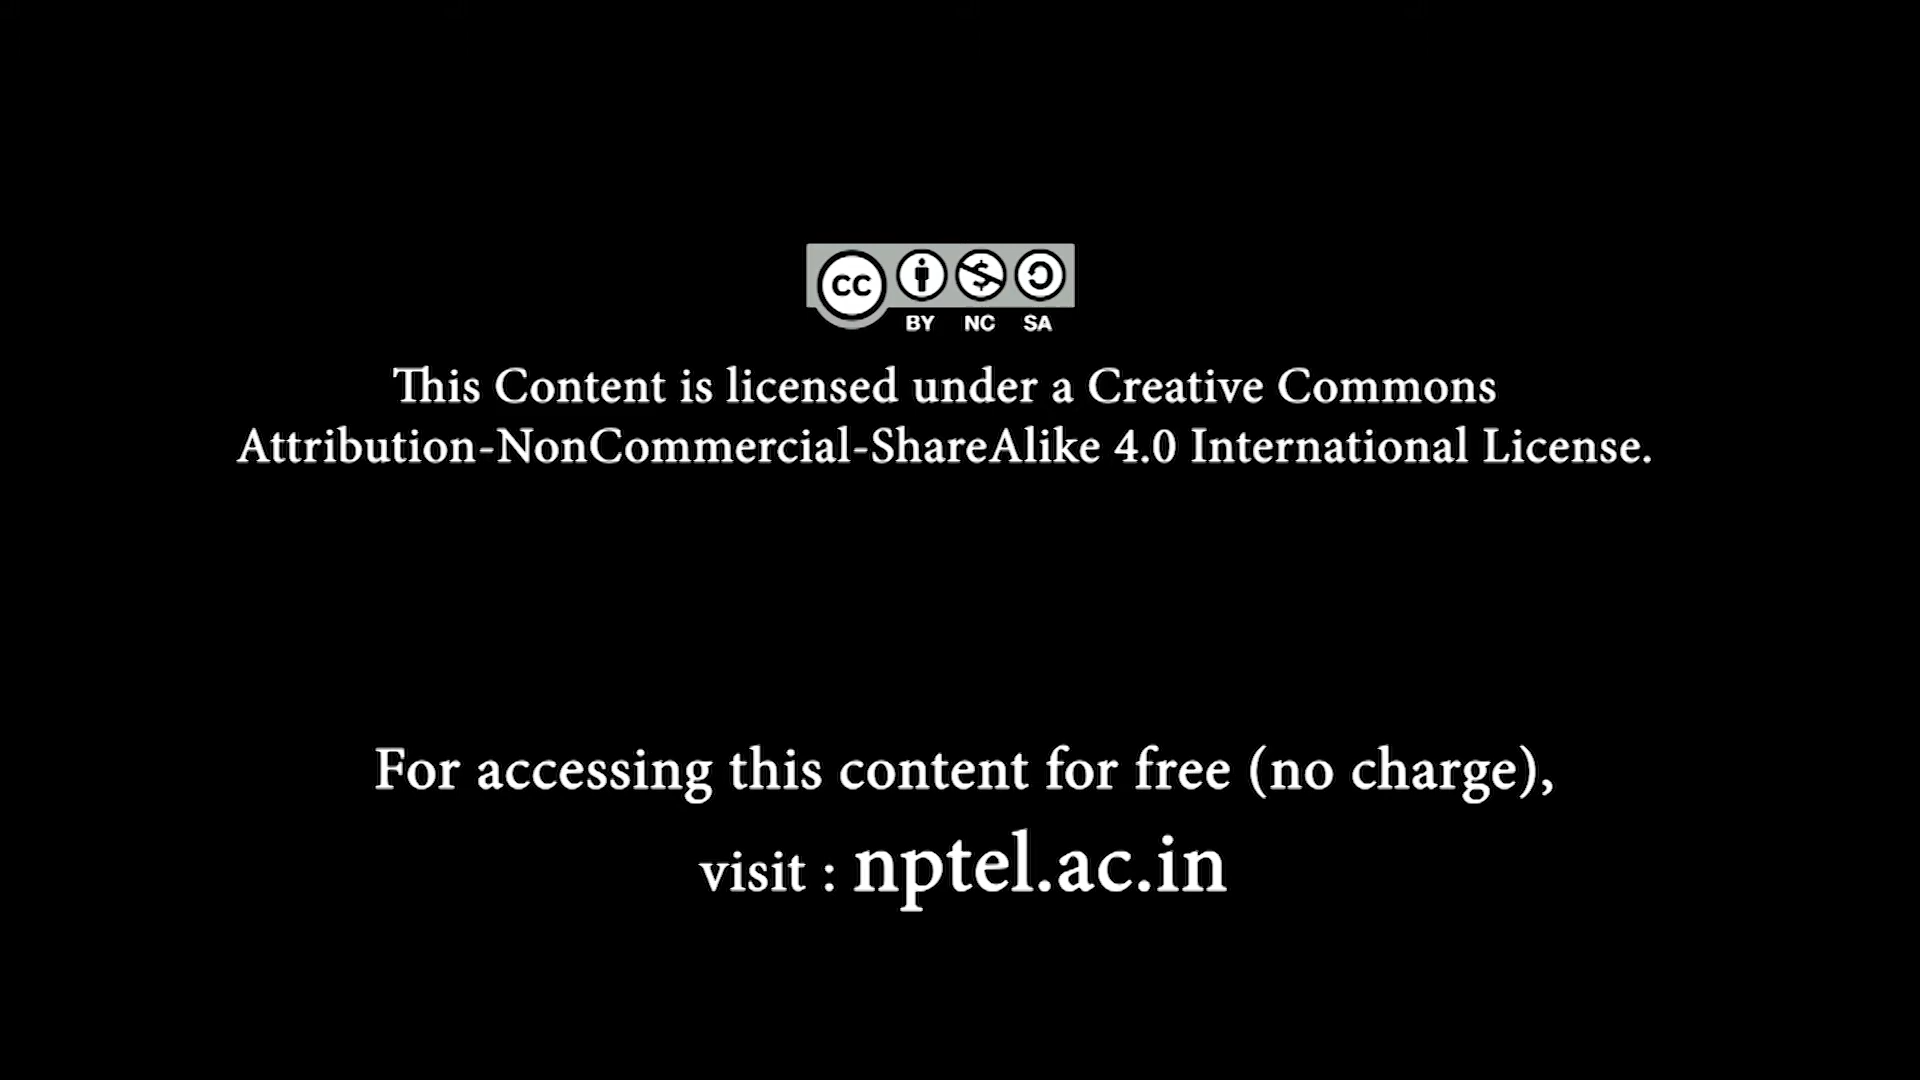 cc
BY NC SA
This Content is licensed under a Creative Commons
Attribution-NonCommercial-ShareAlike 4.0 International License.
For accessing this content for free (no charge),
visit : nptel.ac.in